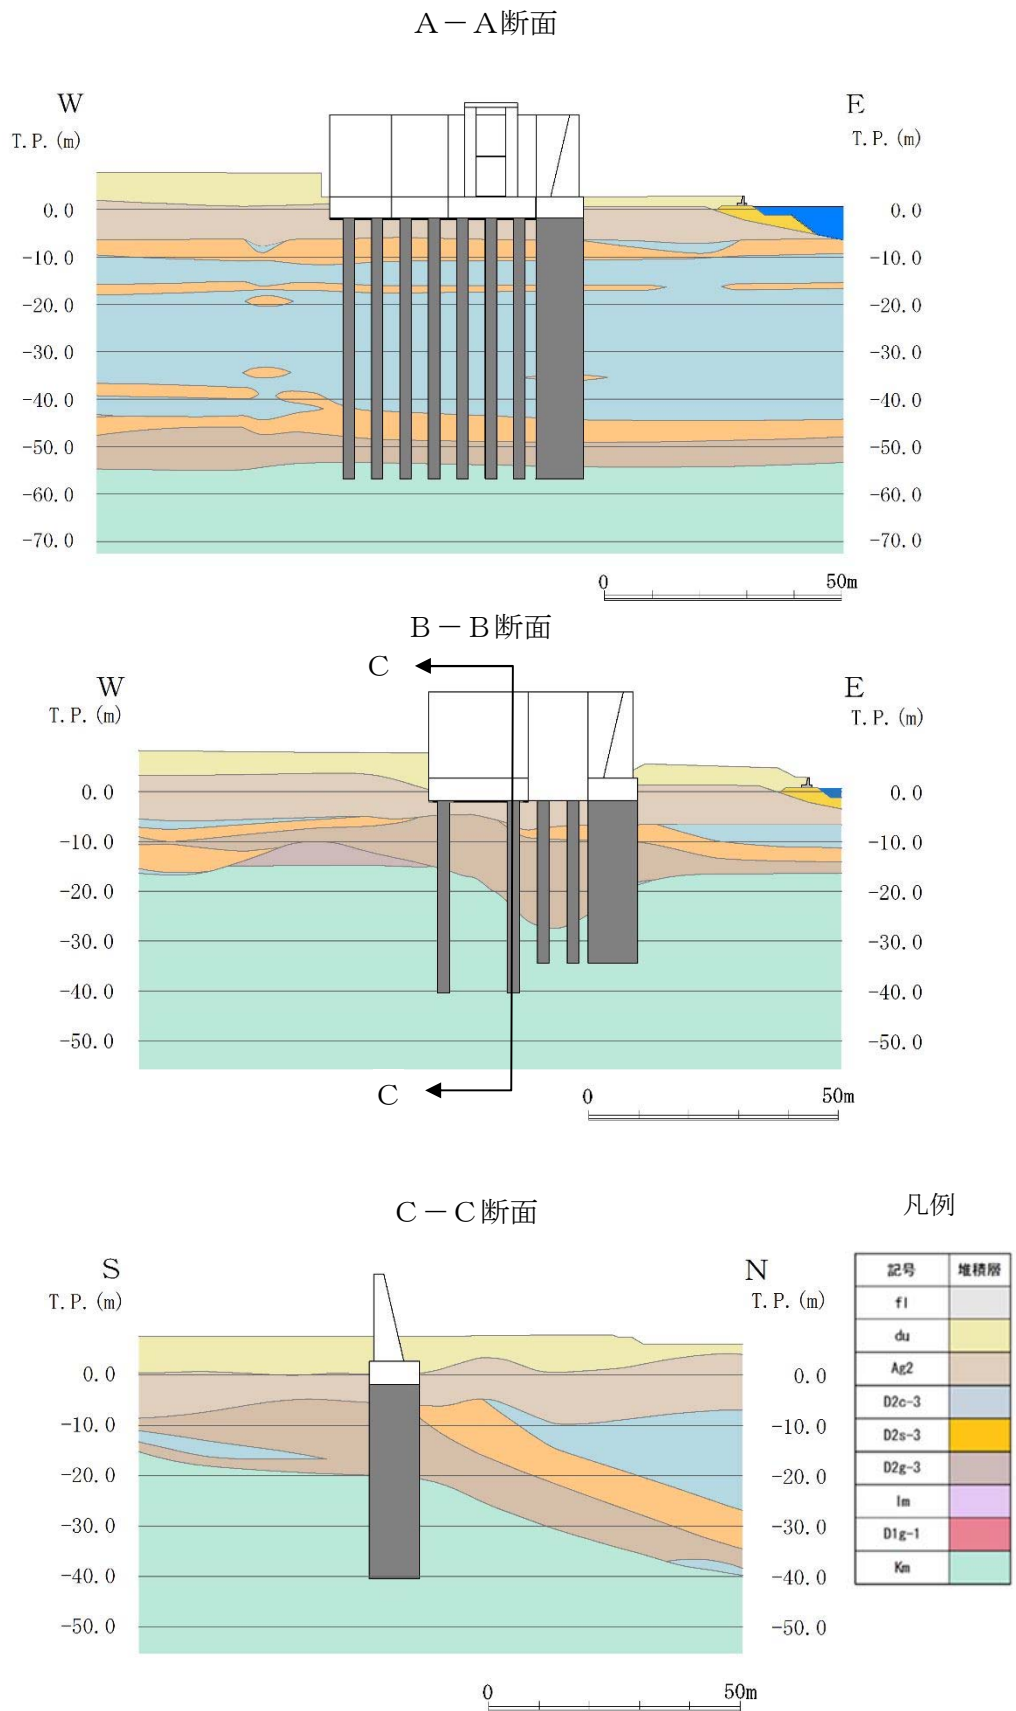 A－A断面
W
E
T.P.(m)
T.P.(m)
0.0
0.0
-10.0
-10.0
-20.0
-20.0
-30.0
-30.0
-40.0
-40.0
-50.0
-50.0
-60.0
-60.0
-70.0
-70.0
0 50m
B－B断面
C
W
E
T.P.(m)
T.P.(m)
0.0
0.0
-10.0
-10.0
-20.0
-20.0
-30.0
-30.0
-40.0
-40.0
-50.0
-50.0
C
0 50m
C－C断面
S
N
T.P.(m)
T.P.(m)
0.0
0.0
-10.0
-10.0
-20.0
-20.0
-30.0
-30.0
-40.0
-40.0
-50.0
-50.0
0 50m
凡例
記号 堆積層
fl
du
Ag2
D2c-3
D2s-3
D2g-3
lm
D1g-1
Km